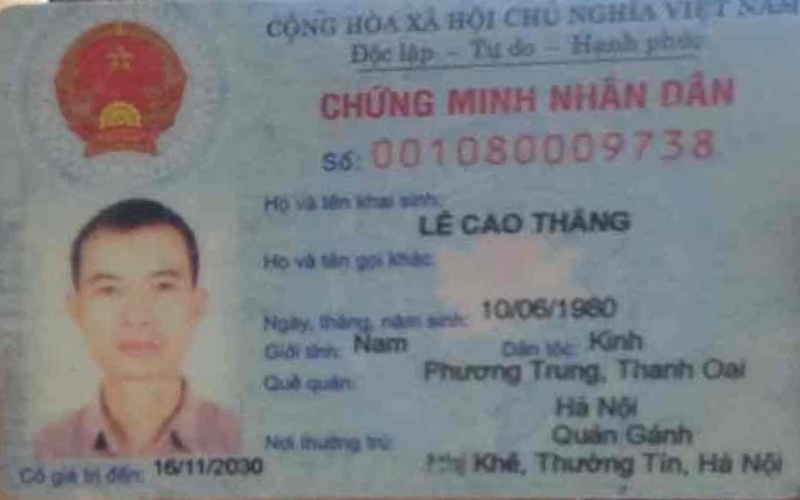 CỘNG HÒA XÃ HỘI CHỦ NGHĨA VIỆT NAM
Độc lập - Tự do - Hạnh phúc
CHỨNG MINH NHÂN DÂN
Số: 001080009738
Họ và tên khai sinh:
LÊ CAO THẮNG
Họ và tên gọi khác:
Ngày, tháng, năm sinh: 10/06/1980
Giới tính: Nam Dân tộc: Kinh
Quê quán: Phương Trung, Thanh Oai
Hà Nội
Nơi thường trú: Quán Gánh
Khê, Thường Tín, Hà Nội
Có giá trị đến: 16/11/2030